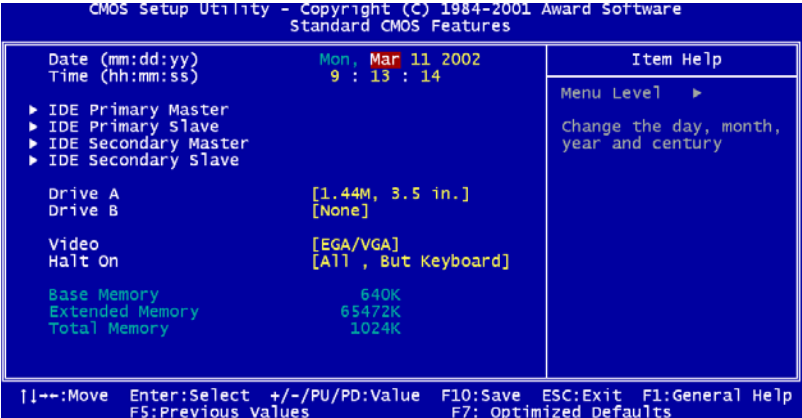 CMOS Setup Utility - Copyright (C) 1984-2001 Award Software
Standard CMOS Features
Date (mm:dd:yy) Mon, Mar 11 2002
Time (hh:mm:ss) 9 : 13 : 14
▶ IDE Primary Master
▶ IDE Primary Slave
▶ IDE Secondary Master
▶ IDE Secondary Slave
Drive A [1.44M, 3.5 in.]
Drive B [None]
Video [EGA/VGA]
Halt On [All , But Keyboard]
Base Memory 640K
Extended Memory 65472K
Total Memory 1024K
Item Help
Menu Level ▶
Change the day, month,
year and century
↑↓→←:Move Enter:Select +/-/PU/PD:Value F10:Save ESC:Exit F1:General Help
F5:Previous Values F7: Optimized Defaults